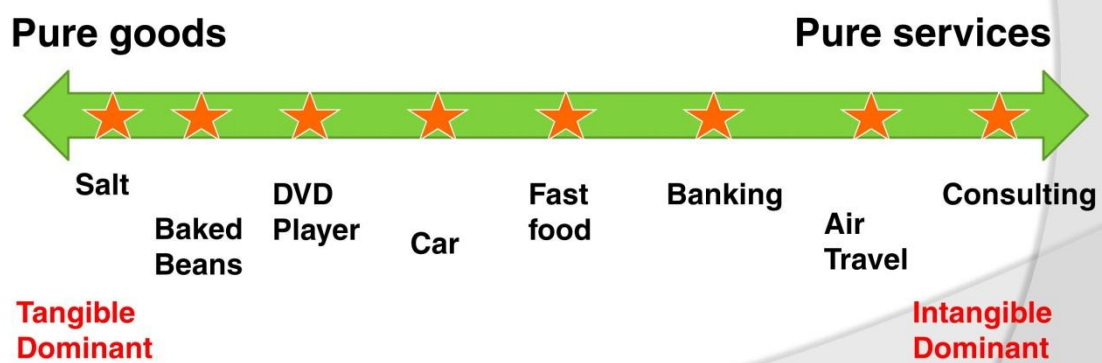 Pure goods
Pure services
Salt
Baked
Beans
DVD
Player
Car
Fast
food
Banking
Air
Travel
Consulting
Tangible
Dominant
Intangible
Dominant